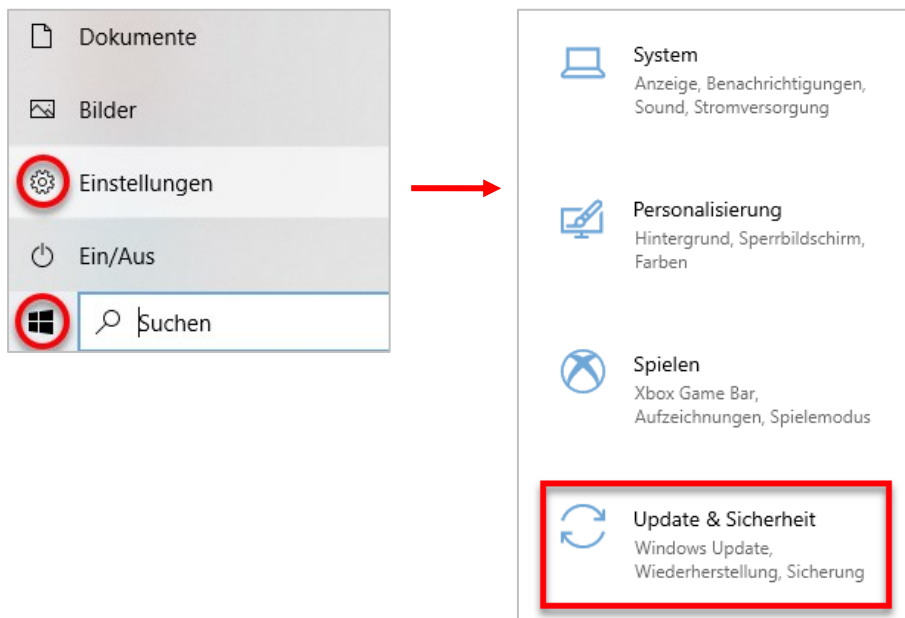 Dokumente
Bilder
Einstellungen
Ein/Aus
Suchen
System
Anzeige, Benachrichtigungen,
Sound, Stromversorgung
Personalisierung
Hintergrund, Sperrbildschirm,
Farben
Spielen
Xbox Game Bar,
Aufzeichnungen, Spielemodus
Update & Sicherheit
Windows Update,
Wiederherstellung, Sicherung